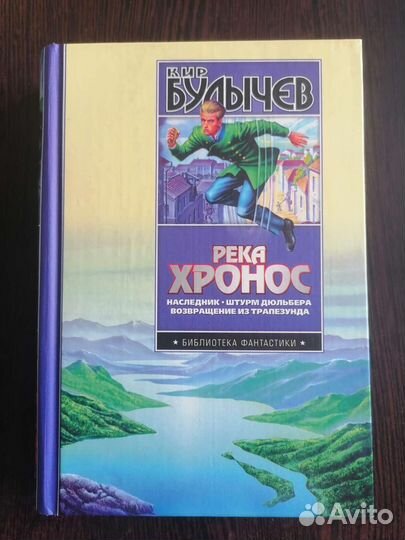 КИР
БУЛЫЧЕВ
РЕКА
ХРОНОС
НАСЛЕДНИК • ШТУРМ ДЮЛЬБЕРА
ВОЗВРАЩЕНИЕ ИЗ ТРАПЕЗУНДА
★ БИБЛИОТЕКА ФАНТАСТИКИ ★
Avito